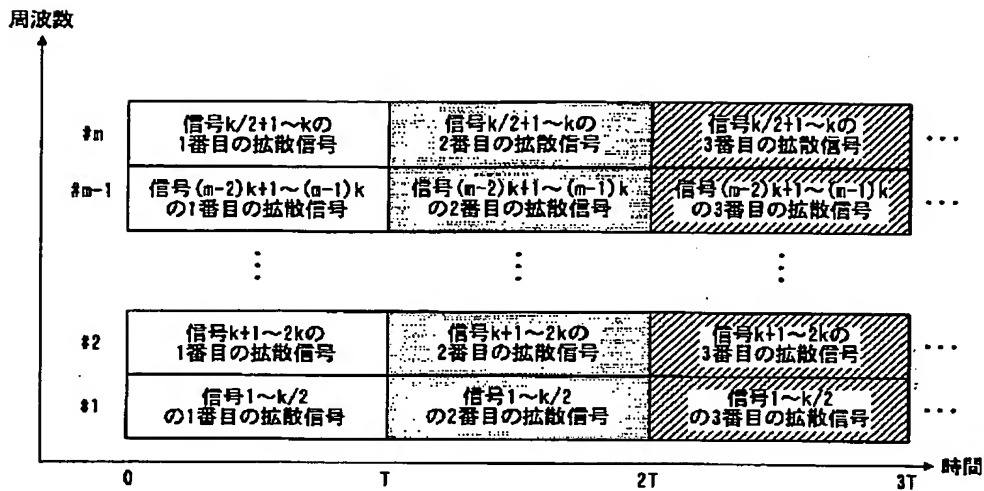 周波数
#m
信号k/2+1～kの
1番目の拡散信号
信号k/2+1～kの
2番目の拡散信号
信号k/2+1～kの
3番目の拡散信号
･･･
#m-1
信号(m-2)k+1～(m-1)k
の1番目の拡散信号
信号(m-2)k+1～(m-1)k
の2番目の拡散信号
信号(m-2)k+1～(m-1)k
の3番目の拡散信号
･･･
#2
信号k+1～2kの
1番目の拡散信号
信号k+1～2kの
2番目の拡散信号
信号k+1～2kの
3番目の拡散信号
･･･
#1
信号1～k/2
の1番目の拡散信号
信号1～k/2
の2番目の拡散信号
信号1～k/2
の3番目の拡散信号
･･･
0
T
2T
3T
時間